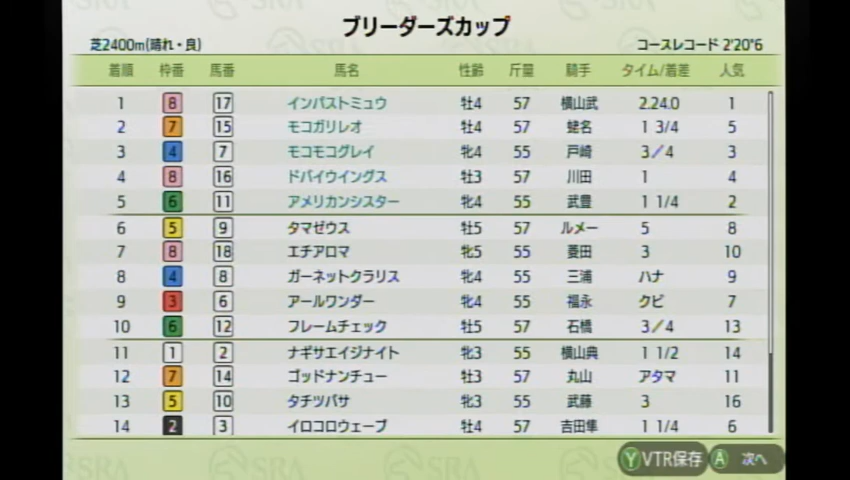 ブリーダーズカップ
芝2400m(晴れ・良) コースレコード 2'20"6
着順 枠番 馬番 馬名 性齢 斤量 騎手 タイム/着差 人気
1 8 17 インパストミュウ 牡4 57 横山武 2.24.0 1
2 7 15 モコガリレオ 牡4 57 蛯名 1 3/4 5
3 4 7 モコモコグレイ 牝4 55 戸崎 3/4 3
4 8 16 ドバイウイングス 牡3 57 川田 1 4
5 6 11 アメリカンシスター 牝4 55 武豊 1 1/4 2
6 5 9 タマゼウス 牡5 57 ルメー 5 8
7 8 18 エチアロマ 牝5 55 菱田 3 10
8 4 8 ガーネットクラリス 牝4 55 三浦 ハナ 9
9 3 6 アールワンダー 牝4 55 福永 クビ 7
10 6 12 フレームチェック 牡5 57 石橋 3/4 13
11 1 2 ナギサエイジナイト 牝3 55 横山典 1 1/2 14
12 7 14 ゴッドナンチュー 牡3 57 丸山 アタマ 11
13 5 10 タチツバサ 牝3 55 武藤 3 16
14 2 3 イロコロウェーブ 牡4 57 吉田隼 1 1/4 6
Y VTR保存 A 次へ
SRA